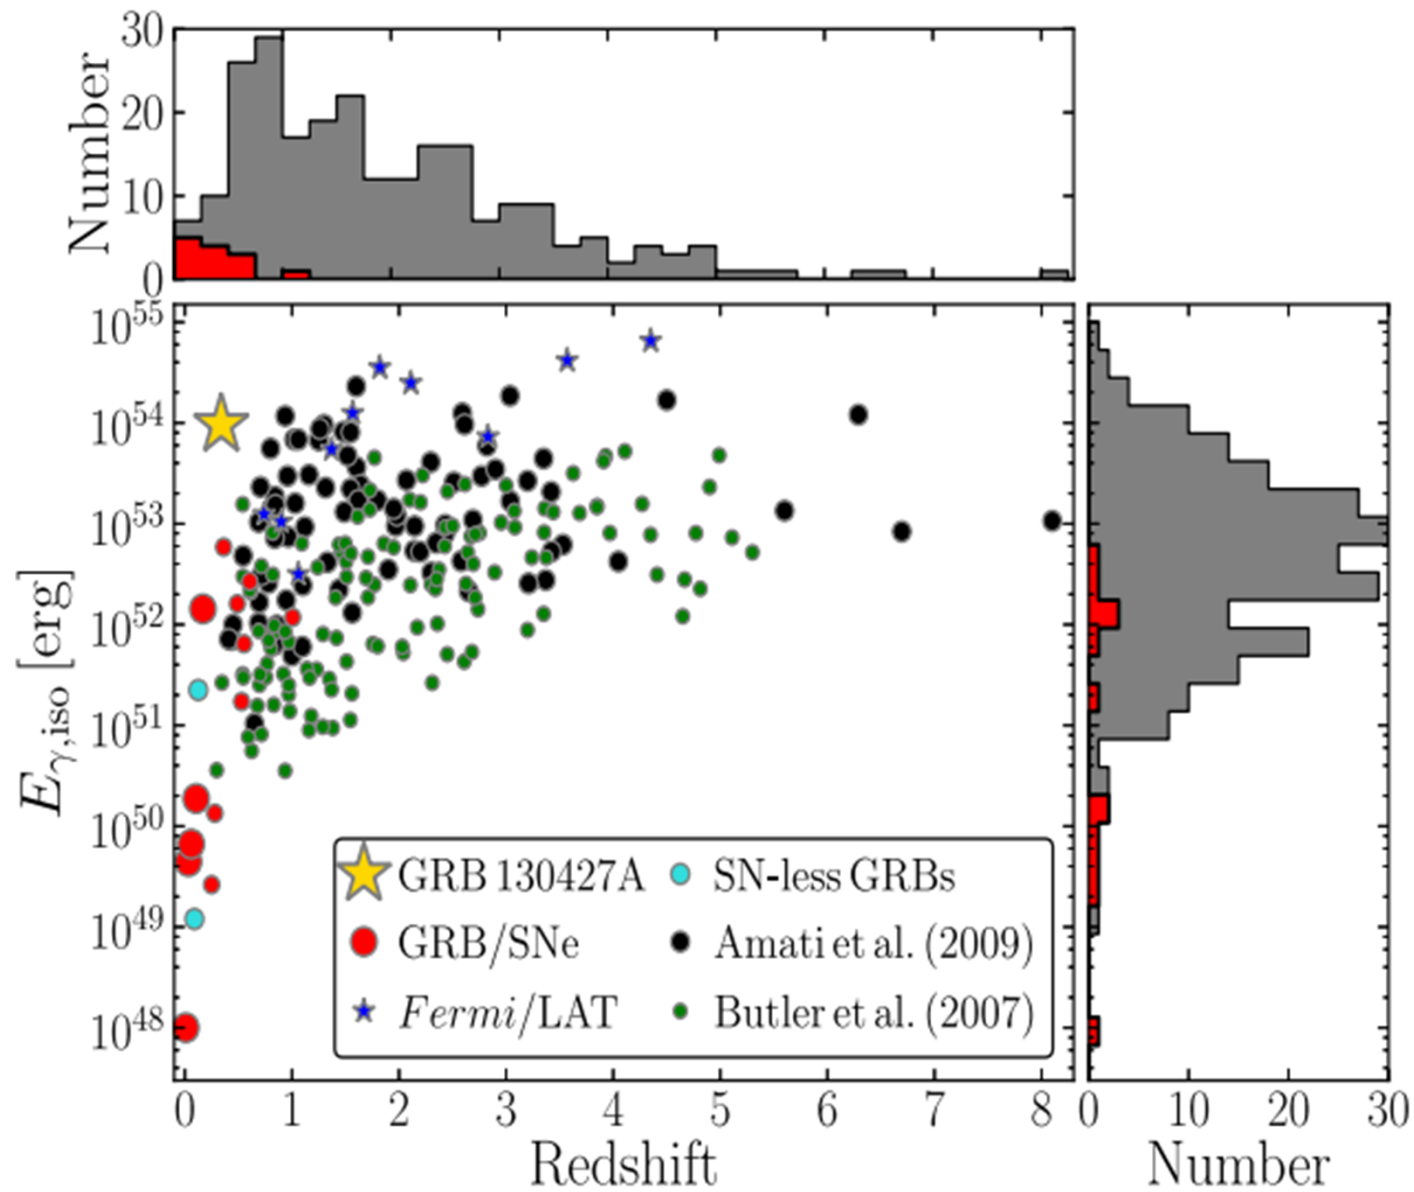 30
20
10
0
Number
10^55
10^54
10^53
10^52
10^51
10^50
10^49
10^48
E_γ,iso [erg]
GRB 130427A
GRB/SNe
Fermi/LAT
SN-less GRBs
Amati et al. (2009)
Butler et al. (2007)
0 1 2 3 4 5 6 7 8
Redshift
0 10 20 30
Number